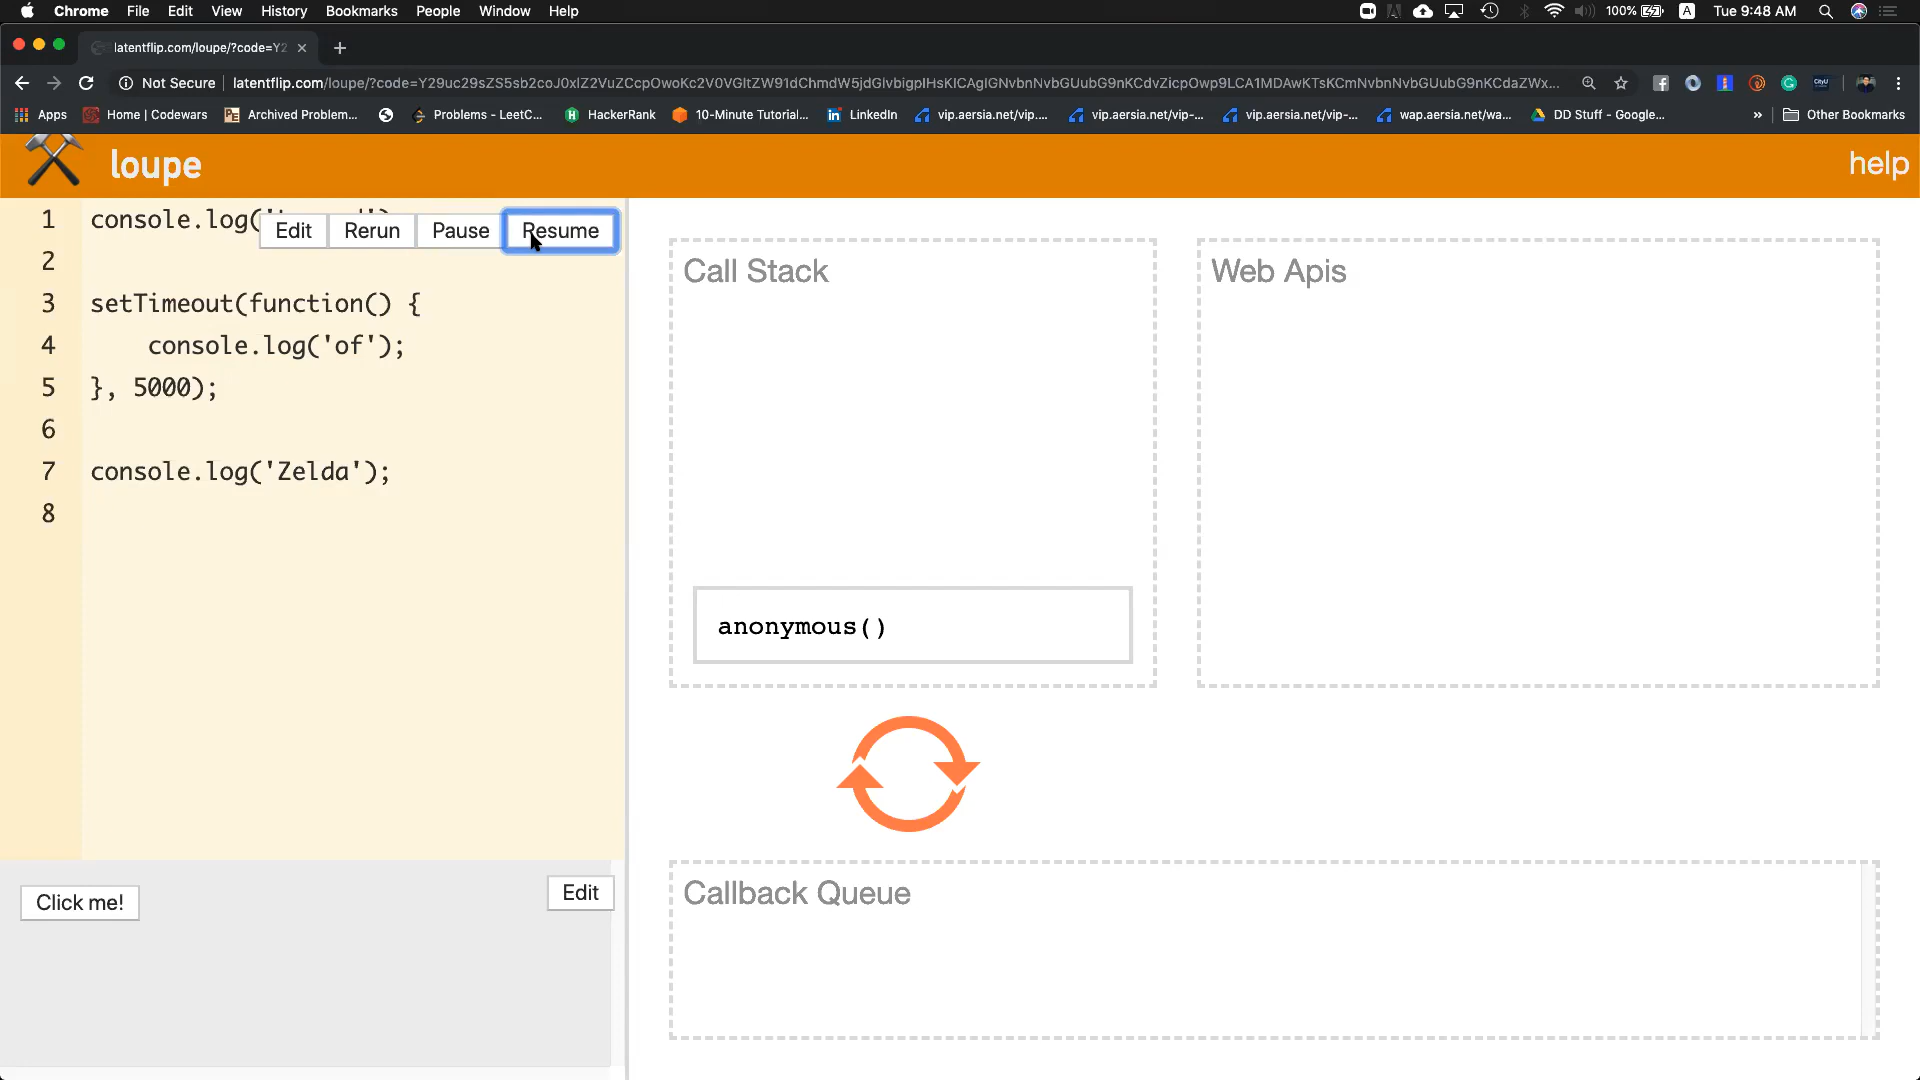 Chrome File Edit View History Bookmarks People Window Help 100% A Tue 9:48 AM
latentflip.com/loupe/?code=Y2
Not Secure latentflip.com/loupe/?code=Y29uc29sZS5sb2coJ0xlZ2VuZCcpOwoKc2V0VGltZW91dChmdW5jdGlvbigpIHsKICAgIGNvbnNvbGUubG9nKCdvZicpOwp9LCA1MDAwKTsKCmNvbnNvbGUubG9nKCdaZWx...
Apps Home | Codewars Archived Problem... Problems - LeetC... HackerRank 10-Minute Tutorial... LinkedIn vip.aersia.net/vip.... vip.aersia.net/vip-... vip.aersia.net/vip-... wap.aersia.net/wa... DD Stuff - Google... » Other Bookmarks
loupe help
1 console.log(
Edit Rerun Pause Resume
2
3 setTimeout(function() {
4 console.log('of');
5 }, 5000);
6
7 console.log('Zelda');
8
Call Stack
anonymous()
Web Apis
Click me!
Edit
Callback Queue